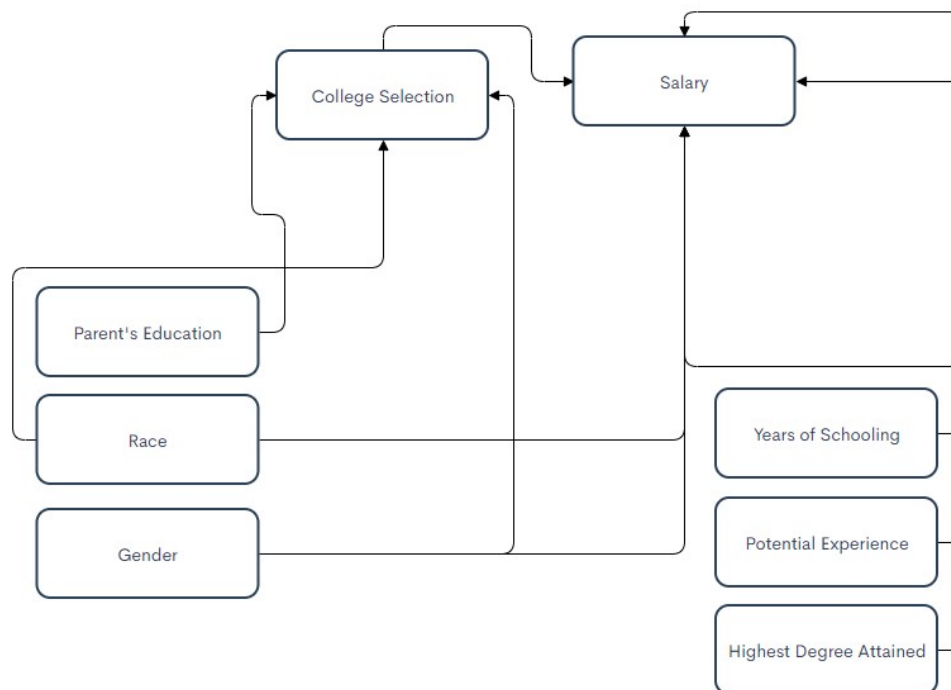 College Selection
Salary
Parent's Education
Race
Gender
Years of Schooling
Potential Experience
Highest Degree Attained